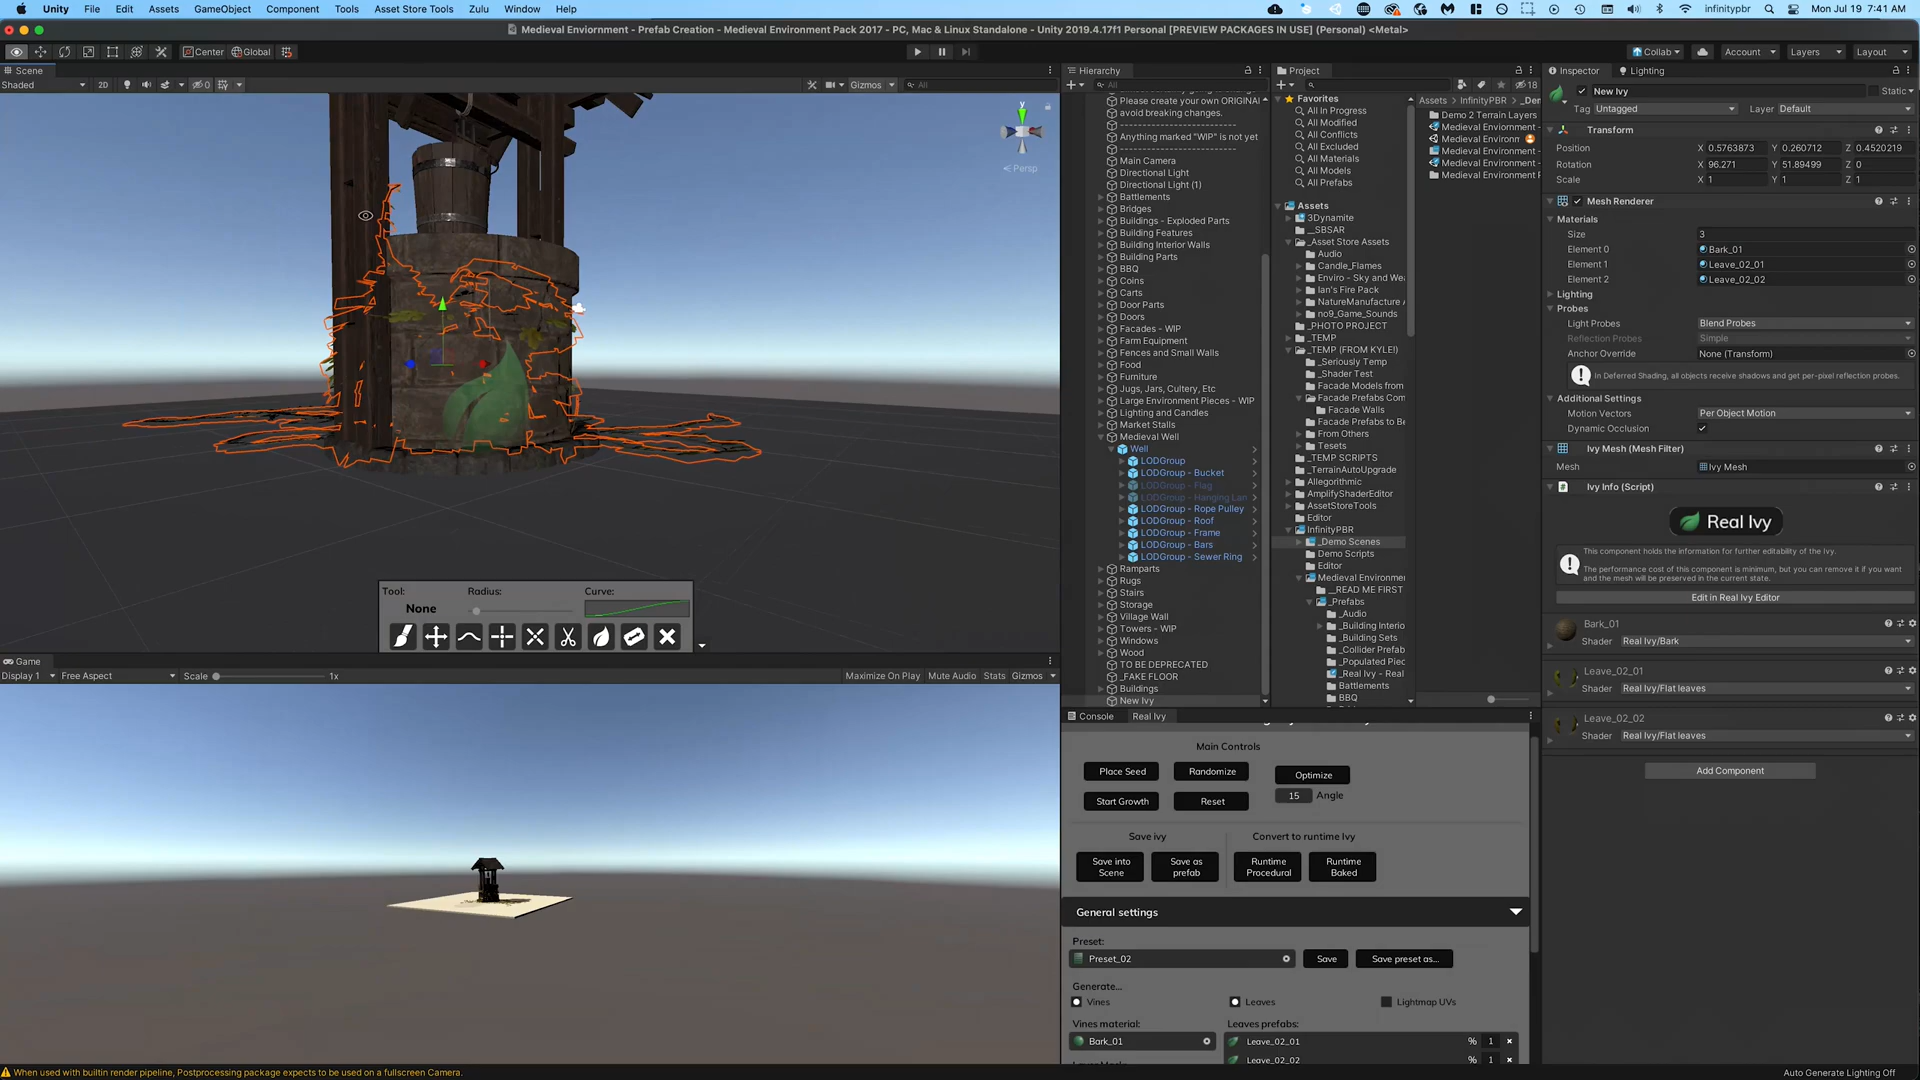 Unity File Edit Assets GameObject Component Tools Asset Store Tools Zulu Window Help
infinitypbr Mon Jul 19 7:41 AM
Medieval Enviornment - Prefab Creation - Medieval Environment Pack 2017 - PC, Mac & Linux Standalone - Unity 2019.4.17f1 Personal [PREVIEW PACKAGES IN USE] (Personal) <Metal>
Center Global Collab Account Layers Layout
Scene
Shaded 2D 0 Gizmos All
y
Persp
Tool: Radius: Curve:
None
Game
Display 1 Free Aspect Scale 1x Maximize On Play Mute Audio Stats Gizmos
Hierarchy
All
Please create your own ORIGINAL
avoid breaking changes.
---------------------------
Anything marked "WIP" is not yet
---------------------------
Main Camera
Directional Light
Directional Light (1)
Battlements
Bridges
Buildings - Exploded Parts
Building Features
Building Interior Walls
Building Parts
BBQ
Coins
Carts
Door Parts
Doors
Facades - WIP
Farm Equipment
Fences and Small Walls
Food
Furniture
Jugs, Jars, Cultery, Etc
Large Environment Pieces - WIP
Lighting and Candles
Market Stalls
Medieval Well
Well
LODGroup
LODGroup - Bucket
LODGroup - Flag
LODGroup - Hanging Lan
LODGroup - Rope Pulley
LODGroup - Roof
LODGroup - Frame
LODGroup - Bars
LODGroup - Sewer Ring
Ramparts
Rugs
Stairs
Storage
Village Wall
Towers - WIP
Windows
Wood
TO BE DEPRECATED
_FAKE FLOOR
Buildings
New Ivy
Project
18
Favorites
All In Progress
All Modified
All Conflicts
All Excluded
All Materials
All Models
All Prefabs
Assets
3Dynamite
__SBSAR
_Asset Store Assets
Audio
Candle_Flames
Enviro - Sky and Wea
Ian's Fire Pack
NatureManufacture A
no9_Game_Sounds
_PHOTO PROJECT
_TEMP
_TEMP (FROM KYLE!)
_Seriously Temp
_Shader Test
Facade Models from
Facade Prefabs Com
Facade Walls
Facade Prefabs to Be
From Others
Tesets
_TEMP SCRIPTS
_TerrainAutoUpgrade
Allegorithmic
AmplifyShaderEditor
AssetStoreTools
Editor
InfinityPBR
_Demo Scenes
Demo Scripts
Editor
Medieval Environmen
__READ ME FIRST
_Prefabs
_Audio
_Building Interio
_Building Sets
_Collider Prefab
_Populated Piec
_Real Ivy - Real
Battlements
BBQ
Assets > InfinityPBR > _Den
Demo 2 Terrain Layers
Medieval Enviornment -
Medieval Environm
Medieval Environment -
Medieval Environment -
Medieval Environment P
Console Real Ivy
Main Controls
Place Seed Randomize Optimize
Start Growth Reset 15 Angle
Save ivy Convert to runtime Ivy
Save into Scene Save as prefab Runtime Procedural Runtime Baked
General settings
Preset:
Preset_02 Save Save preset as...
Generate...
Vines Leaves Lightmap UVs
Vines material: Leaves prefabs:
Bark_01 Leave_02_01 % 1
Leave_02_02 % 1
Inspector Lighting
New Ivy Static
Tag Untagged Layer Default
Transform
Position X 0.5763873 Y 0.260712 Z 0.4520219
Rotation X 96.271 Y 51.89499 Z 0
Scale X 1 Y 1 Z 1
Mesh Renderer
Materials
Size 3
Element 0 Bark_01
Element 1 Leave_02_01
Element 2 Leave_02_02
Lighting
Probes
Light Probes Blend Probes
Reflection Probes Simple
Anchor Override None (Transform)
In Deferred Shading, all objects receive shadows and get per-pixel reflection probes.
Additional Settings
Motion Vectors Per Object Motion
Dynamic Occlusion
Ivy Mesh (Mesh Filter)
Mesh Ivy Mesh
Ivy Info (Script)
Real Ivy
This component holds the information for further editability of the Ivy.
The performance cost of this component is minimum, but you can remove it if you want
and the mesh will be preserved in the current state.
Edit in Real Ivy Editor
Bark_01
Shader Real Ivy/Bark
Leave_02_01
Shader Real Ivy/Flat leaves
Leave_02_02
Shader Real Ivy/Flat leaves
Add Component
When used with builtin render pipeline, Postprocessing package expects to be used on a fullscreen Camera.
Auto Generate Lighting Off